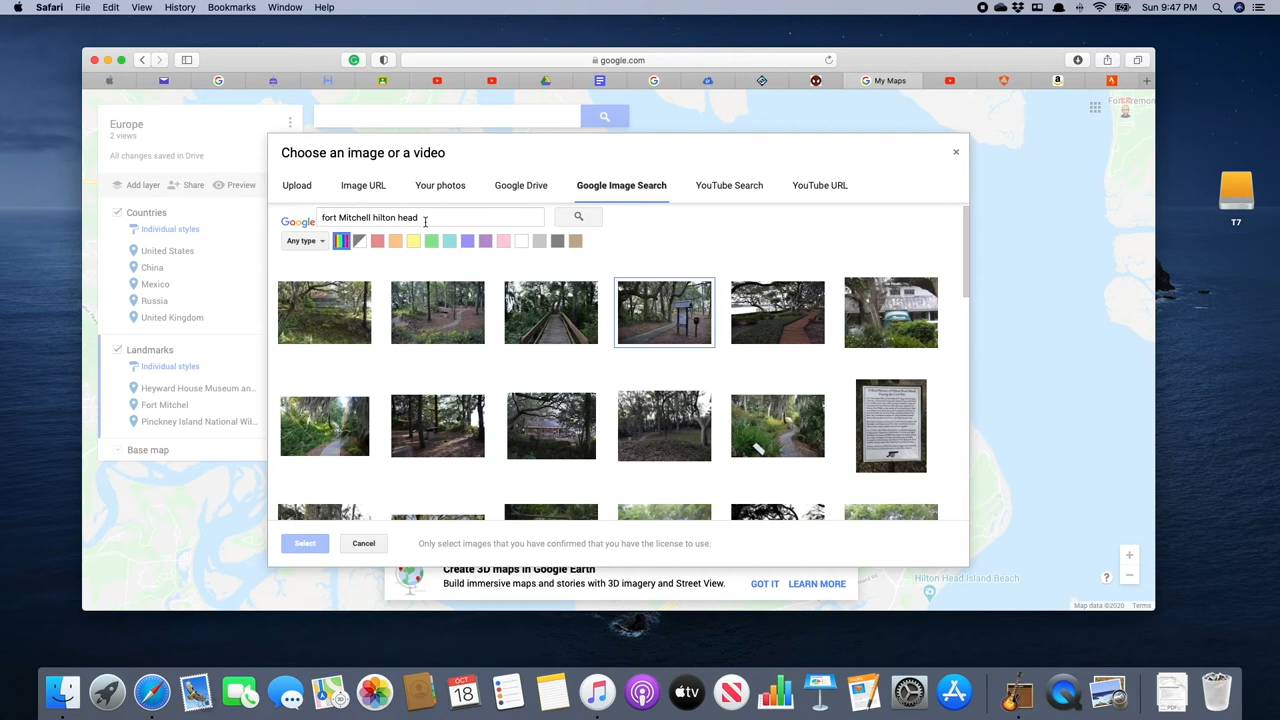 Safari File Edit View History Bookmarks Window Help
Sun 9:47 PM
google.com
My Maps
Europe
2 views
All changes saved in Drive
Add layer Share Preview
Countries
Individual styles
United States
China
Mexico
Russia
United Kingdom
Landmarks
Individual styles
Heyward House Museum an...
Fort Mitchel
Pinckney Island National Wil...
Base map
Choose an image or a video
Upload Image URL Your photos Google Drive Google Image Search YouTube Search YouTube URL
Google fort Mitchell hilton head
Any type
Select Cancel Only select images that you have confirmed that you have the license to use.
Create 3D maps in Google Earth
Build immersive maps and stories with 3D imagery and Street View. GOT IT LEARN MORE
Hilton Head Island Beach
Map data ©2020 Terms
T7
OCT
18
tv
PDF